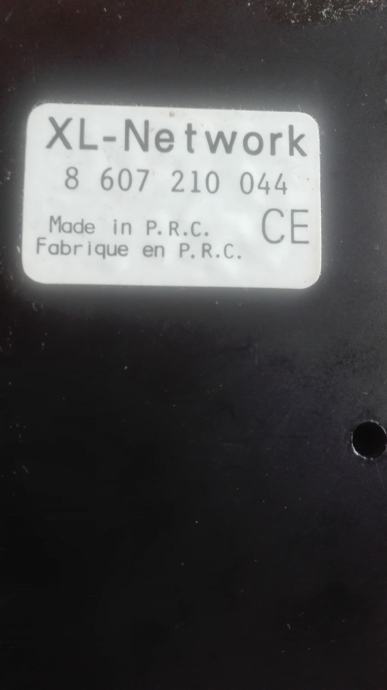 XL-Network
8 607 210 044
Made in P.R.C.
Fabrique en P.R.C.
CE